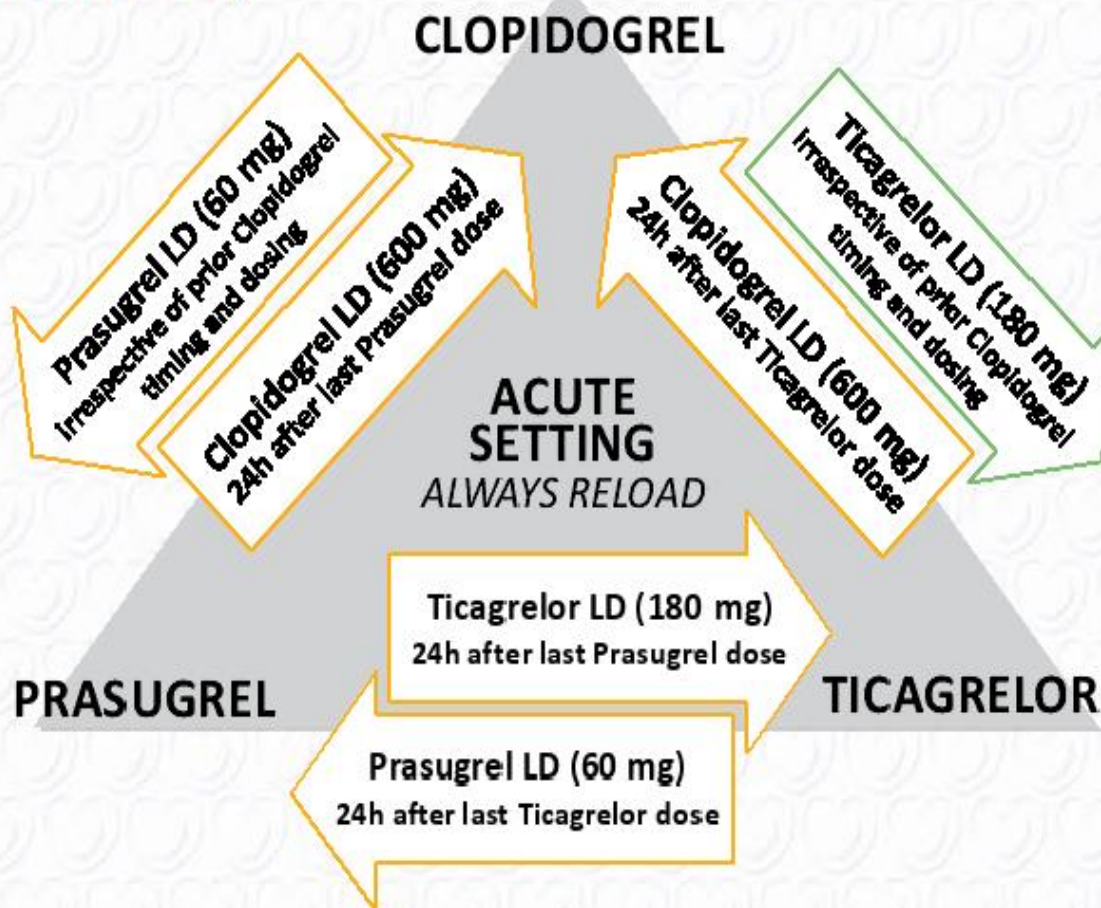 CLOPIDOGREL
Prasugrel LD (60 mg)
irrespective of prior Clopidogrel
timing and dosing
Clopidogrel LD (600 mg)
24h after last Prasugrel dose
Ticagrelor LD (180 mg)
irrespective of prior Clopidogrel
timing and dosing
Clopidogrel LD (600 mg)
24h after last Ticagrelor dose
ACUTE
SETTING
ALWAYS RELOAD
Ticagrelor LD (180 mg)
24h after last Prasugrel dose
PRASUGREL
TICAGRELOR
Prasugrel LD (60 mg)
24h after last Ticagrelor dose